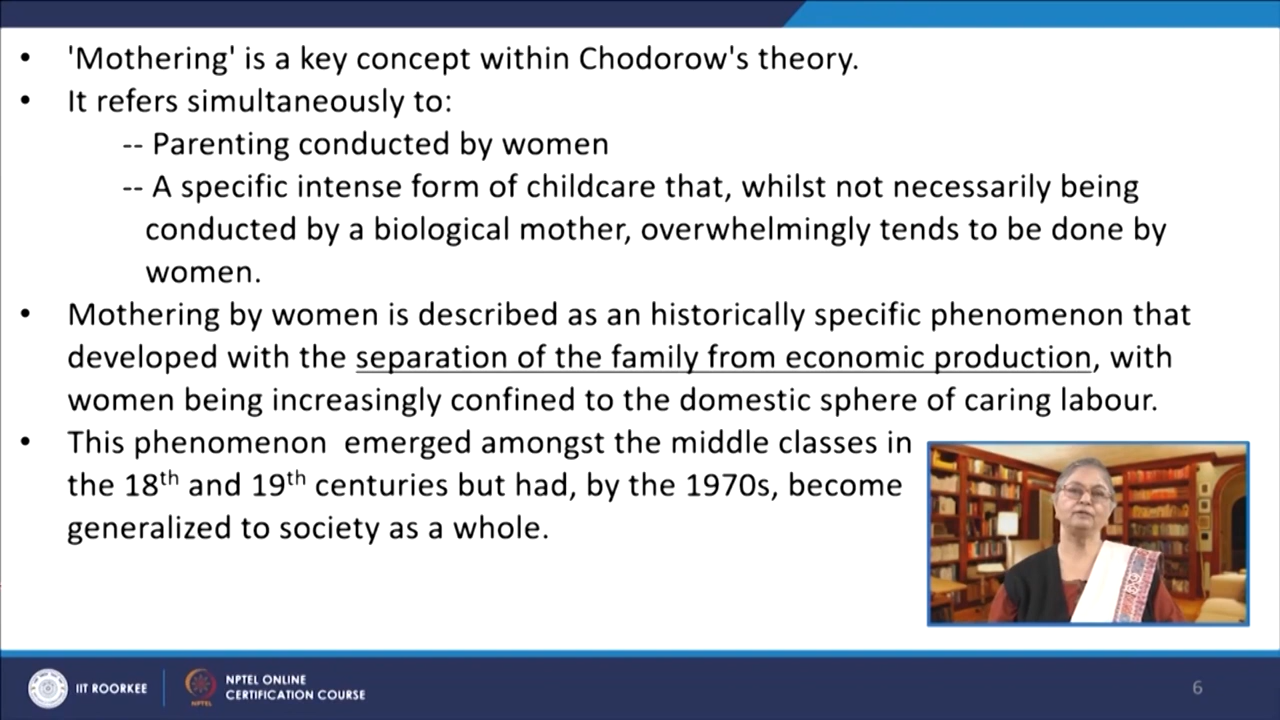 • 'Mothering' is a key concept within Chodorow's theory.
• It refers simultaneously to:
-- Parenting conducted by women
-- A specific intense form of childcare that, whilst not necessarily being
conducted by a biological mother, overwhelmingly tends to be done by
women.
• Mothering by women is described as an historically specific phenomenon that
developed with the separation of the family from economic production, with
women being increasingly confined to the domestic sphere of caring labour.
• This phenomenon emerged amongst the middle classes in
the 18th and 19th centuries but had, by the 1970s, become
generalized to society as a whole.
IIT ROORKEE
NPTEL
NPTEL ONLINE
CERTIFICATION COURSE
6